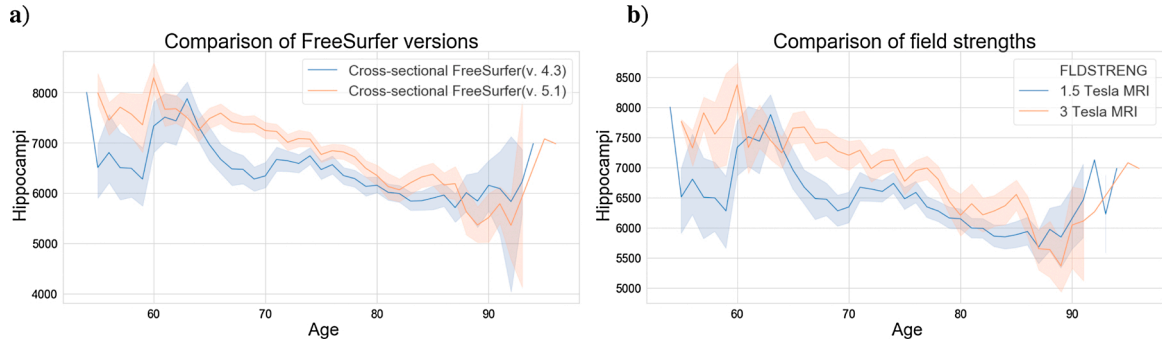 a)
Comparison of FreeSurfer versions
Cross-sectional FreeSurfer(v. 4.3)
Cross-sectional FreeSurfer(v. 5.1)
Hippocampi
8000
7000
6000
5000
4000
60 70 80 90
Age
b)
Comparison of field strengths
FLDSTRENG
1.5 Tesla MRI
3 Tesla MRI
Hippocampi
8500
8000
7500
7000
6500
6000
5500
5000
60 70 80 90
Age